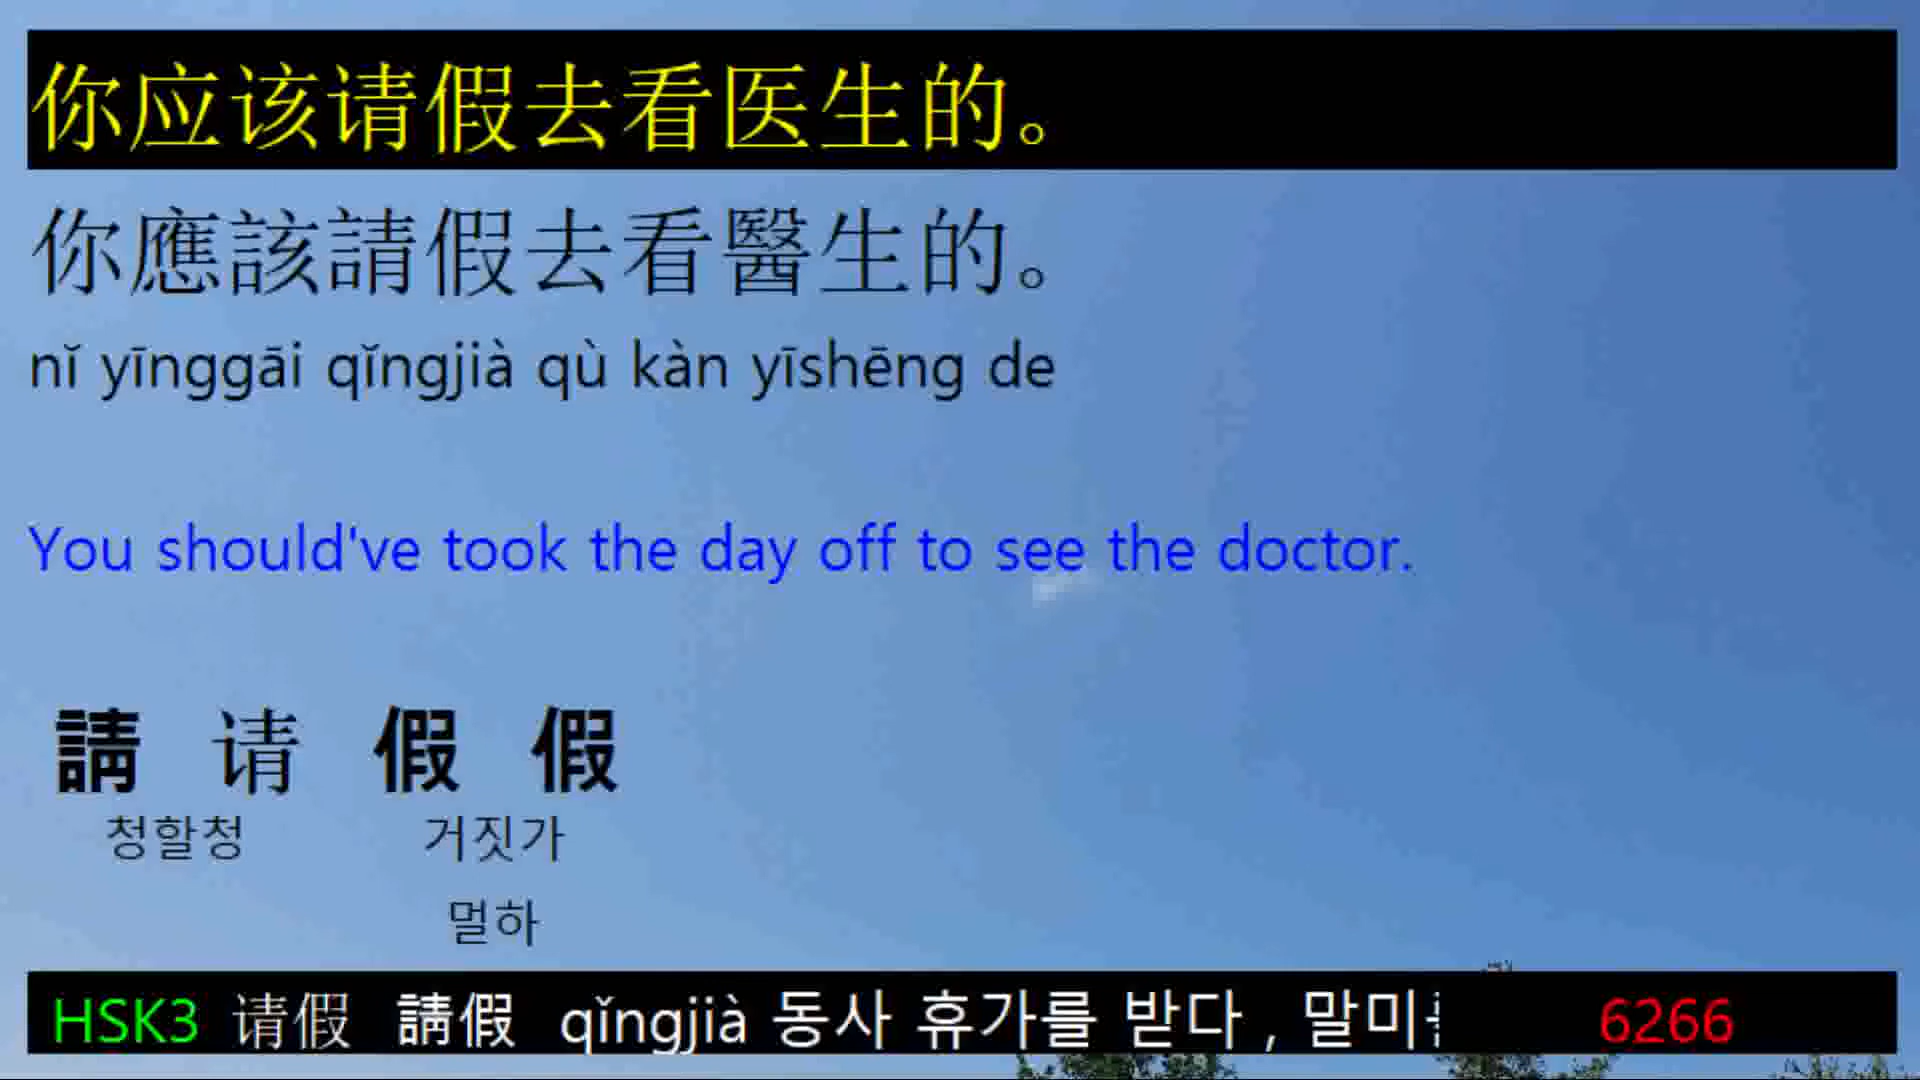 你应该请假去看医生的。
你應該請假去看醫生的。
nǐ yīnggāi qǐngjià qù kàn yīshēng de
You should've took the day off to see the doctor.
請 请 假 假
청할청 거짓가
멀하
HSK3 请假 請假 qǐngjià 동사 휴가를 받다 , 말미 6266